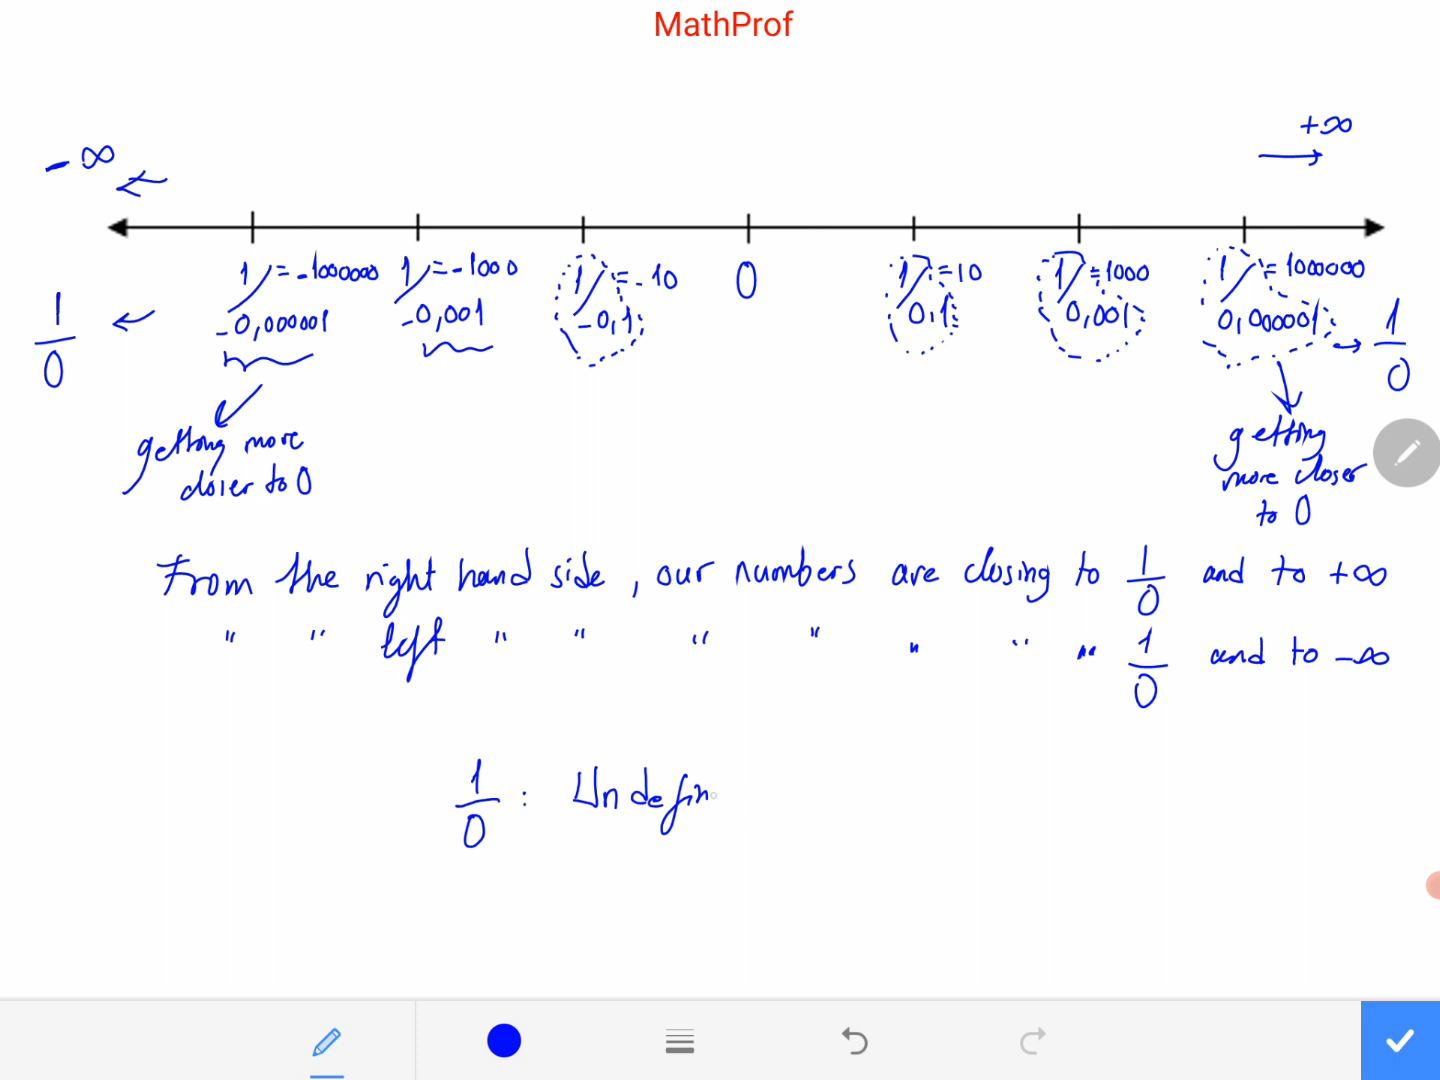 MathProf
+∞
- ∞
1/-0,000001 = -1000000
1/-0,001 = -1000
1/-0,1 = -10
0
1/0,1 = 10
1/0,001 = 1000
1/0,000001 = 1000000
1/0
1/0
getting more
closer to 0
getting
more closer
to 0
From the right hand side, our numbers are closing to 1/0 and to +∞
" " left " " " " " " " 1/0 and to -∞
1/0 : Undefin